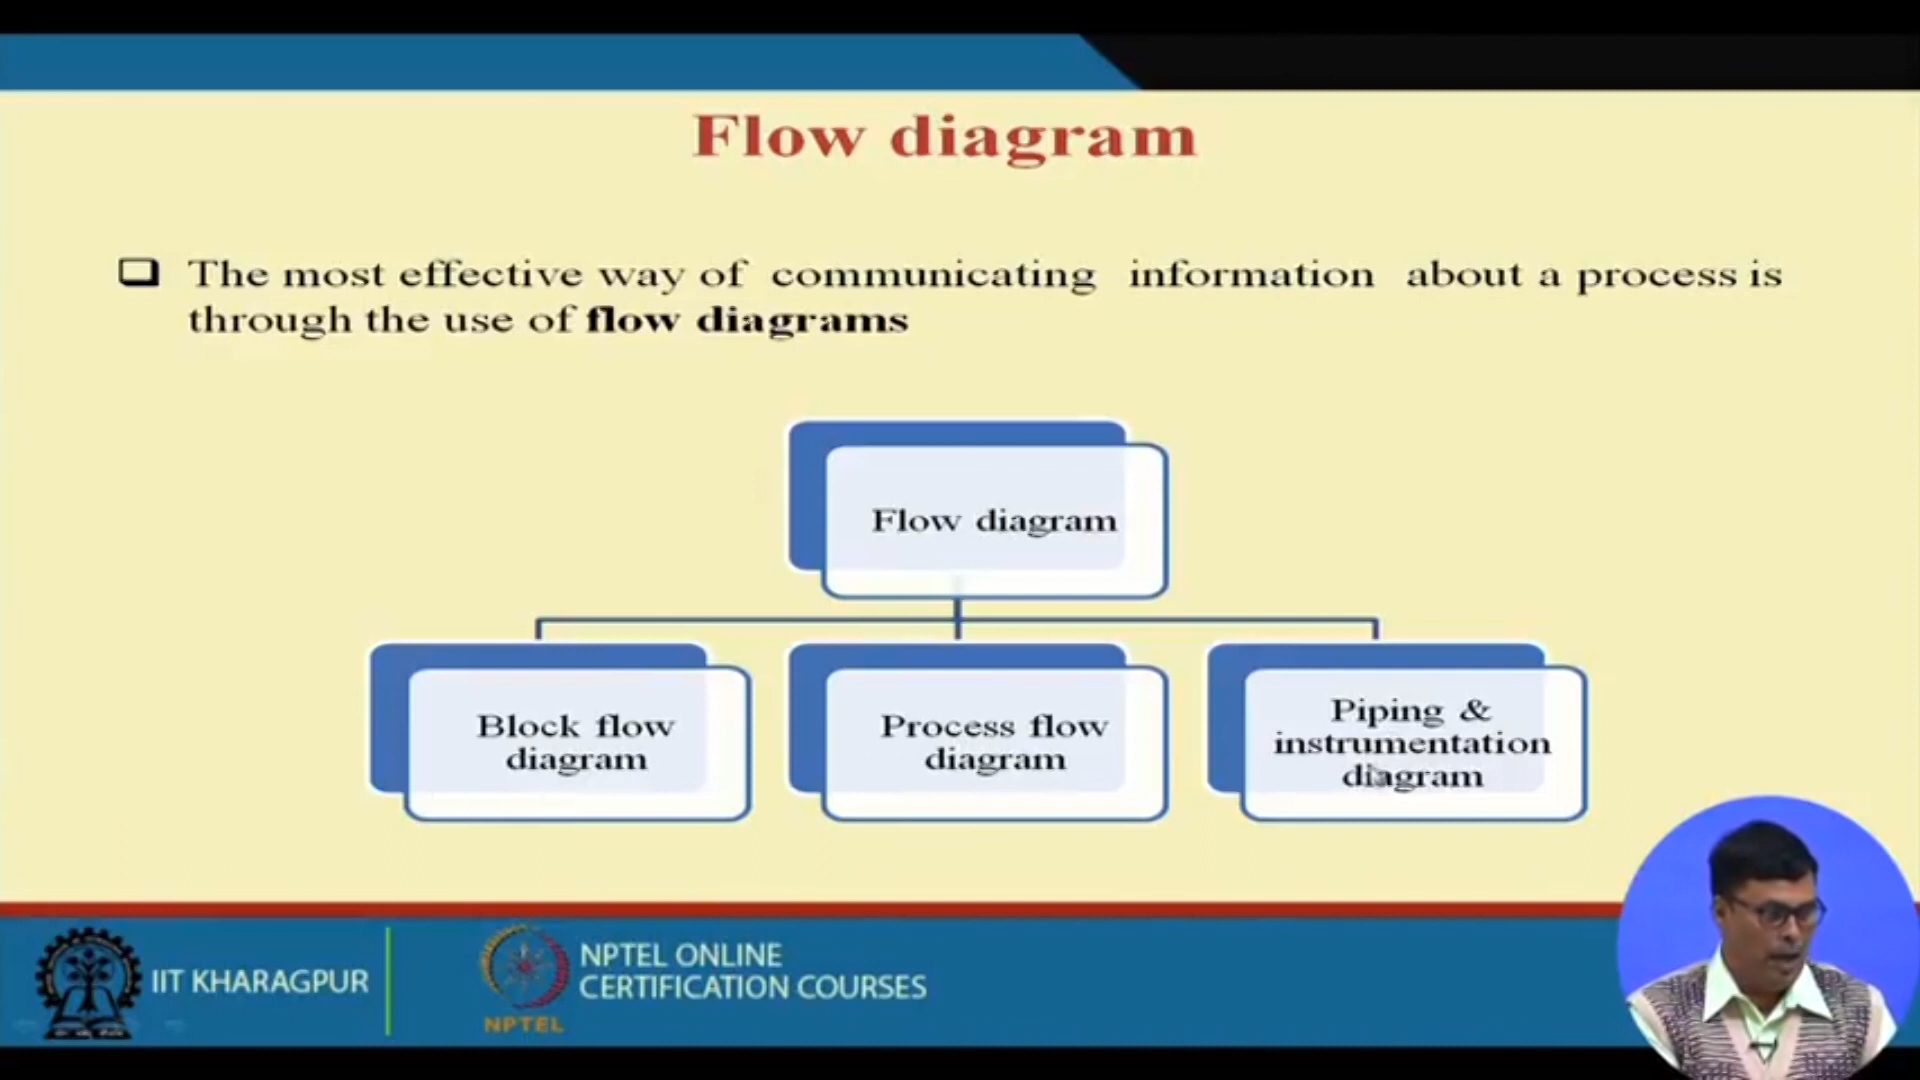 Flow diagram
The most effective way of communicating information about a process is
through the use of flow diagrams
Flow diagram
Block flow
diagram
Process flow
diagram
Piping &
instrumentation
diagram
IIT KHARAGPUR
NPTEL ONLINE
CERTIFICATION COURSES
NPTEL